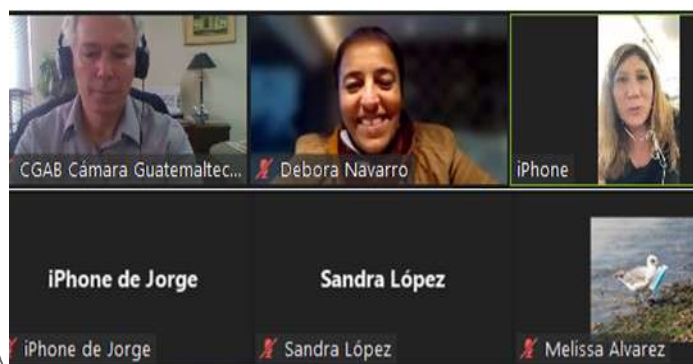 CGAB Cámara Guatemaltec...
Debora Navarro
iPhone
iPhone de Jorge
Sandra López
iPhone de Jorge
Sandra López
Melissa Alvarez